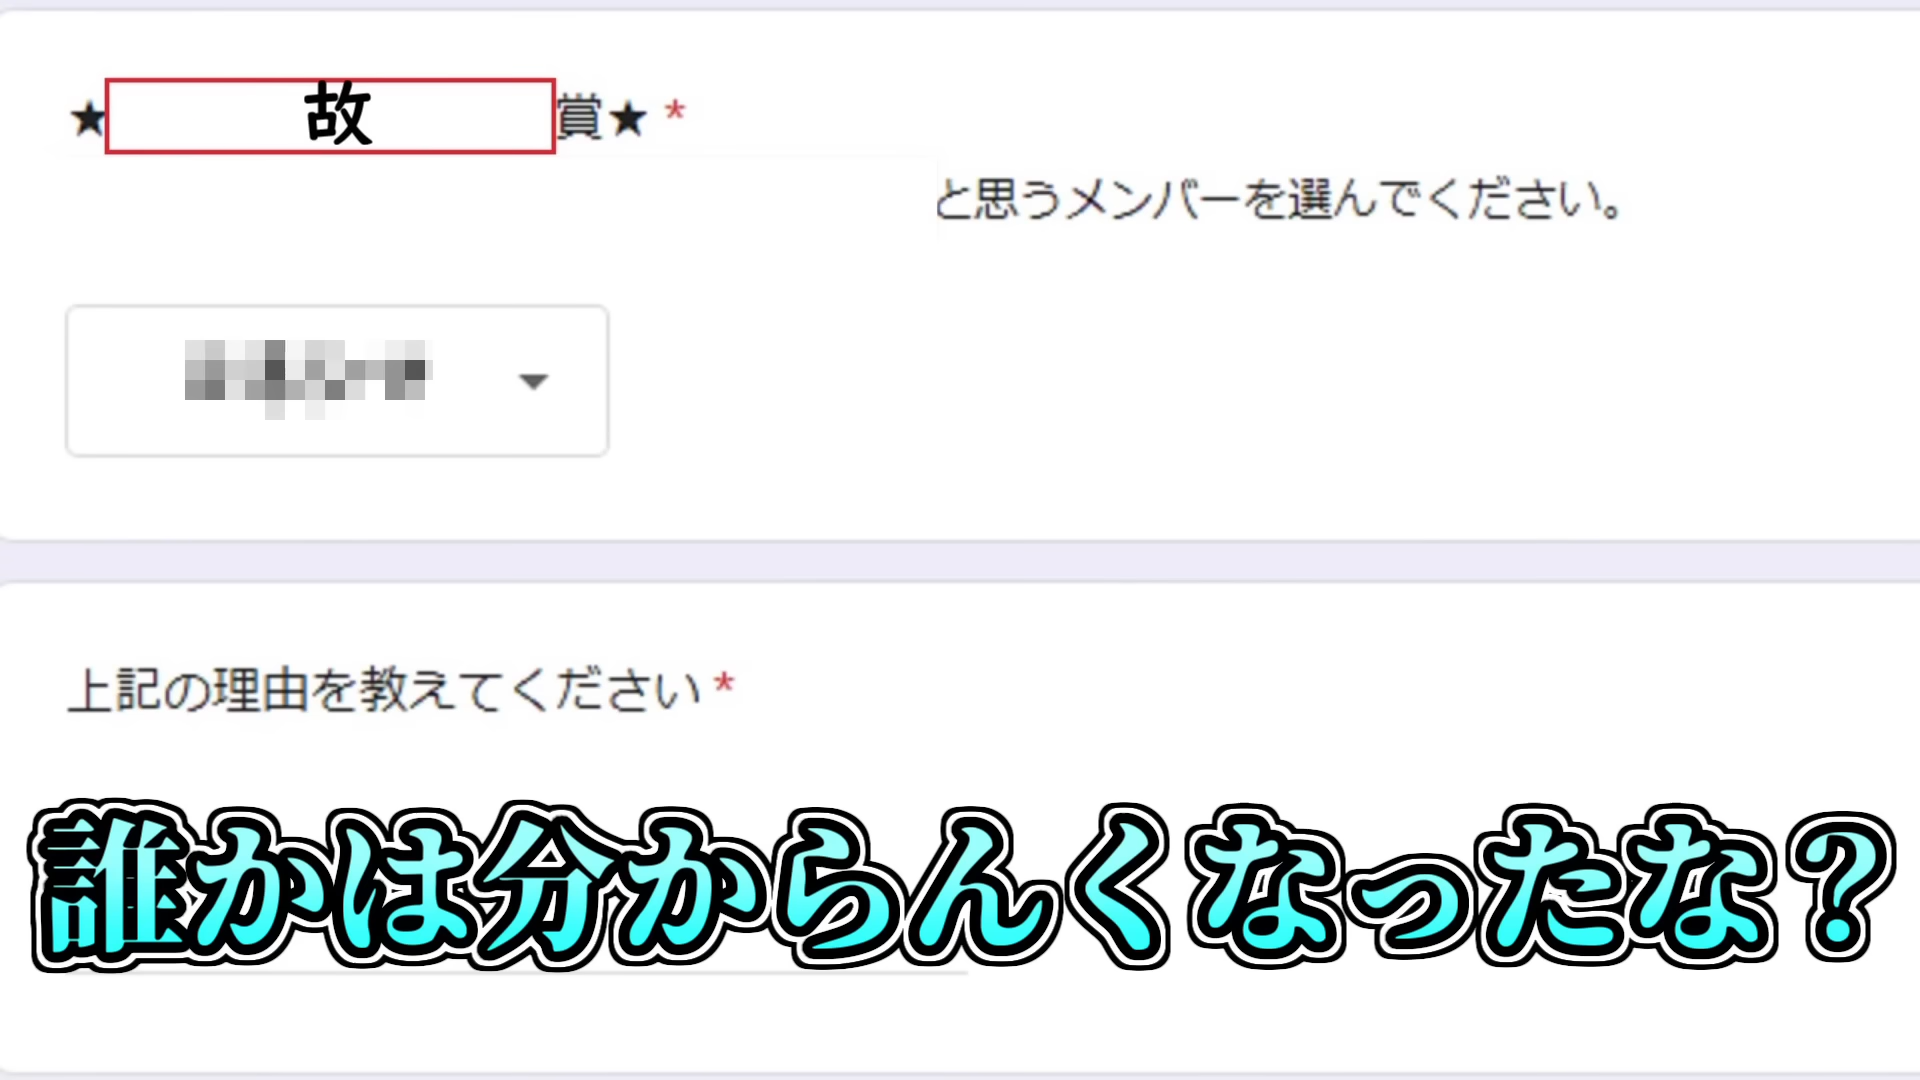 ★故賞★ *
と思うメンバーを選んでください。
上記の理由を教えてください *
誰かは分からんくなったな?